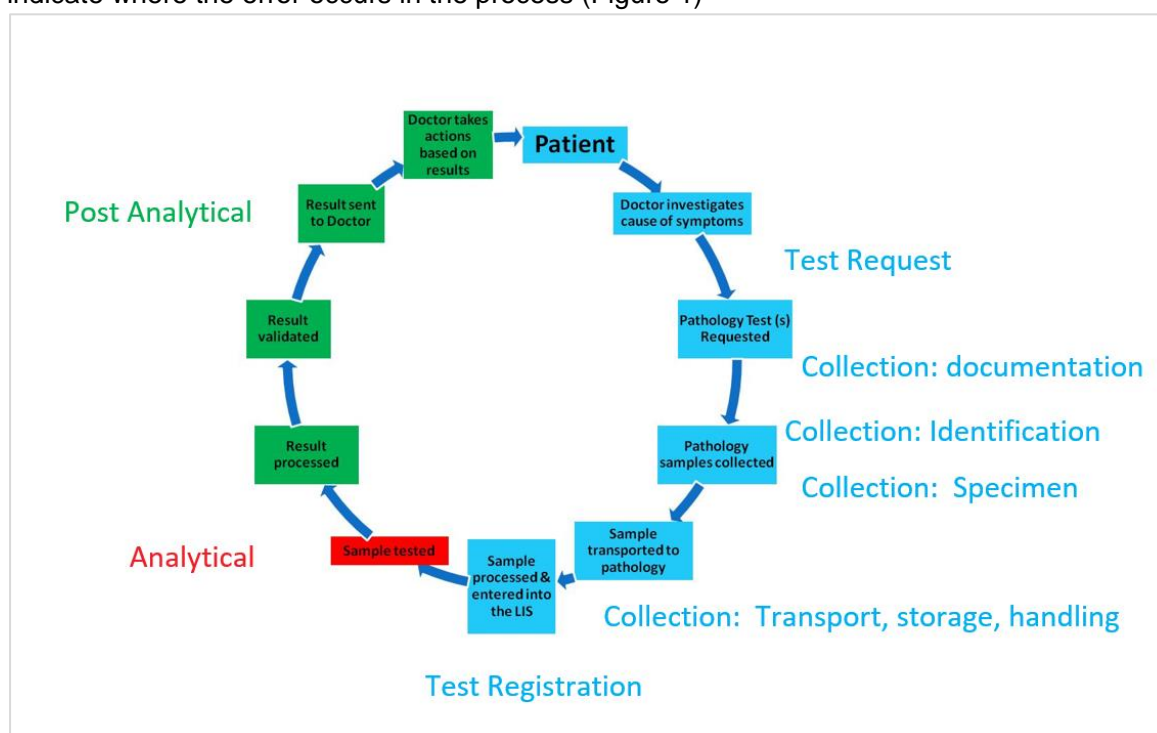 indicate where the error occurs in the process (Figure 1)
Patient
Doctor investigates
cause of symptoms
Test Request
Pathology Test (s)
Requested
Collection: documentation
Collection: Identification
Pathology
samples collected
Collection: Specimen
Sample
transported to
pathology
Collection: Transport, storage, handling
Sample
processed &
entered into
the LIS
Test Registration
Sample tested
Analytical
Result
processed
Result
validated
Result sent
to Doctor
Post Analytical
Doctor takes
actions
based on
results